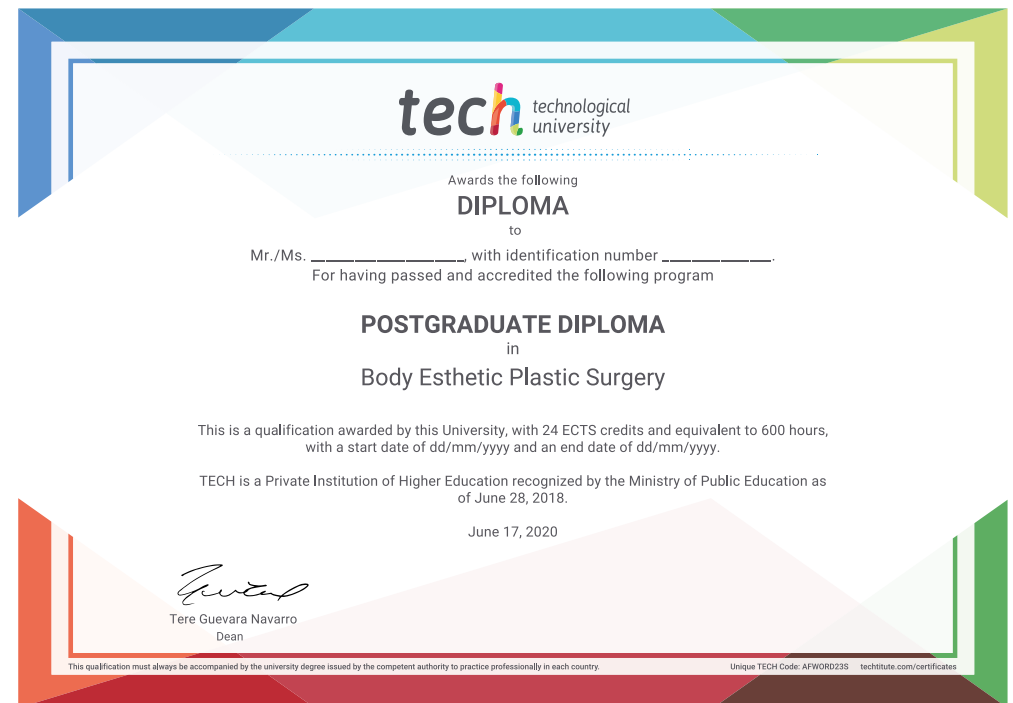 tech technological
university
Awards the following
DIPLOMA
to
Mr./Ms. ____________________, with identification number ______________.
For having passed and accredited the following program
POSTGRADUATE DIPLOMA
in
Body Esthetic Plastic Surgery
This is a qualification awarded by this University, with 24 ECTS credits and equivalent to 600 hours,
with a start date of dd/mm/yyyy and an end date of dd/mm/yyyy.
TECH is a Private Institution of Higher Education recognized by the Ministry of Public Education as
of June 28, 2018.
June 17, 2020
Tere Guevara Navarro
Dean
This qualification must always be accompanied by the university degree issued by the competent authority to practice professionally in each country. Unique TECH Code: AFWORD23S techtitute.com/certificates